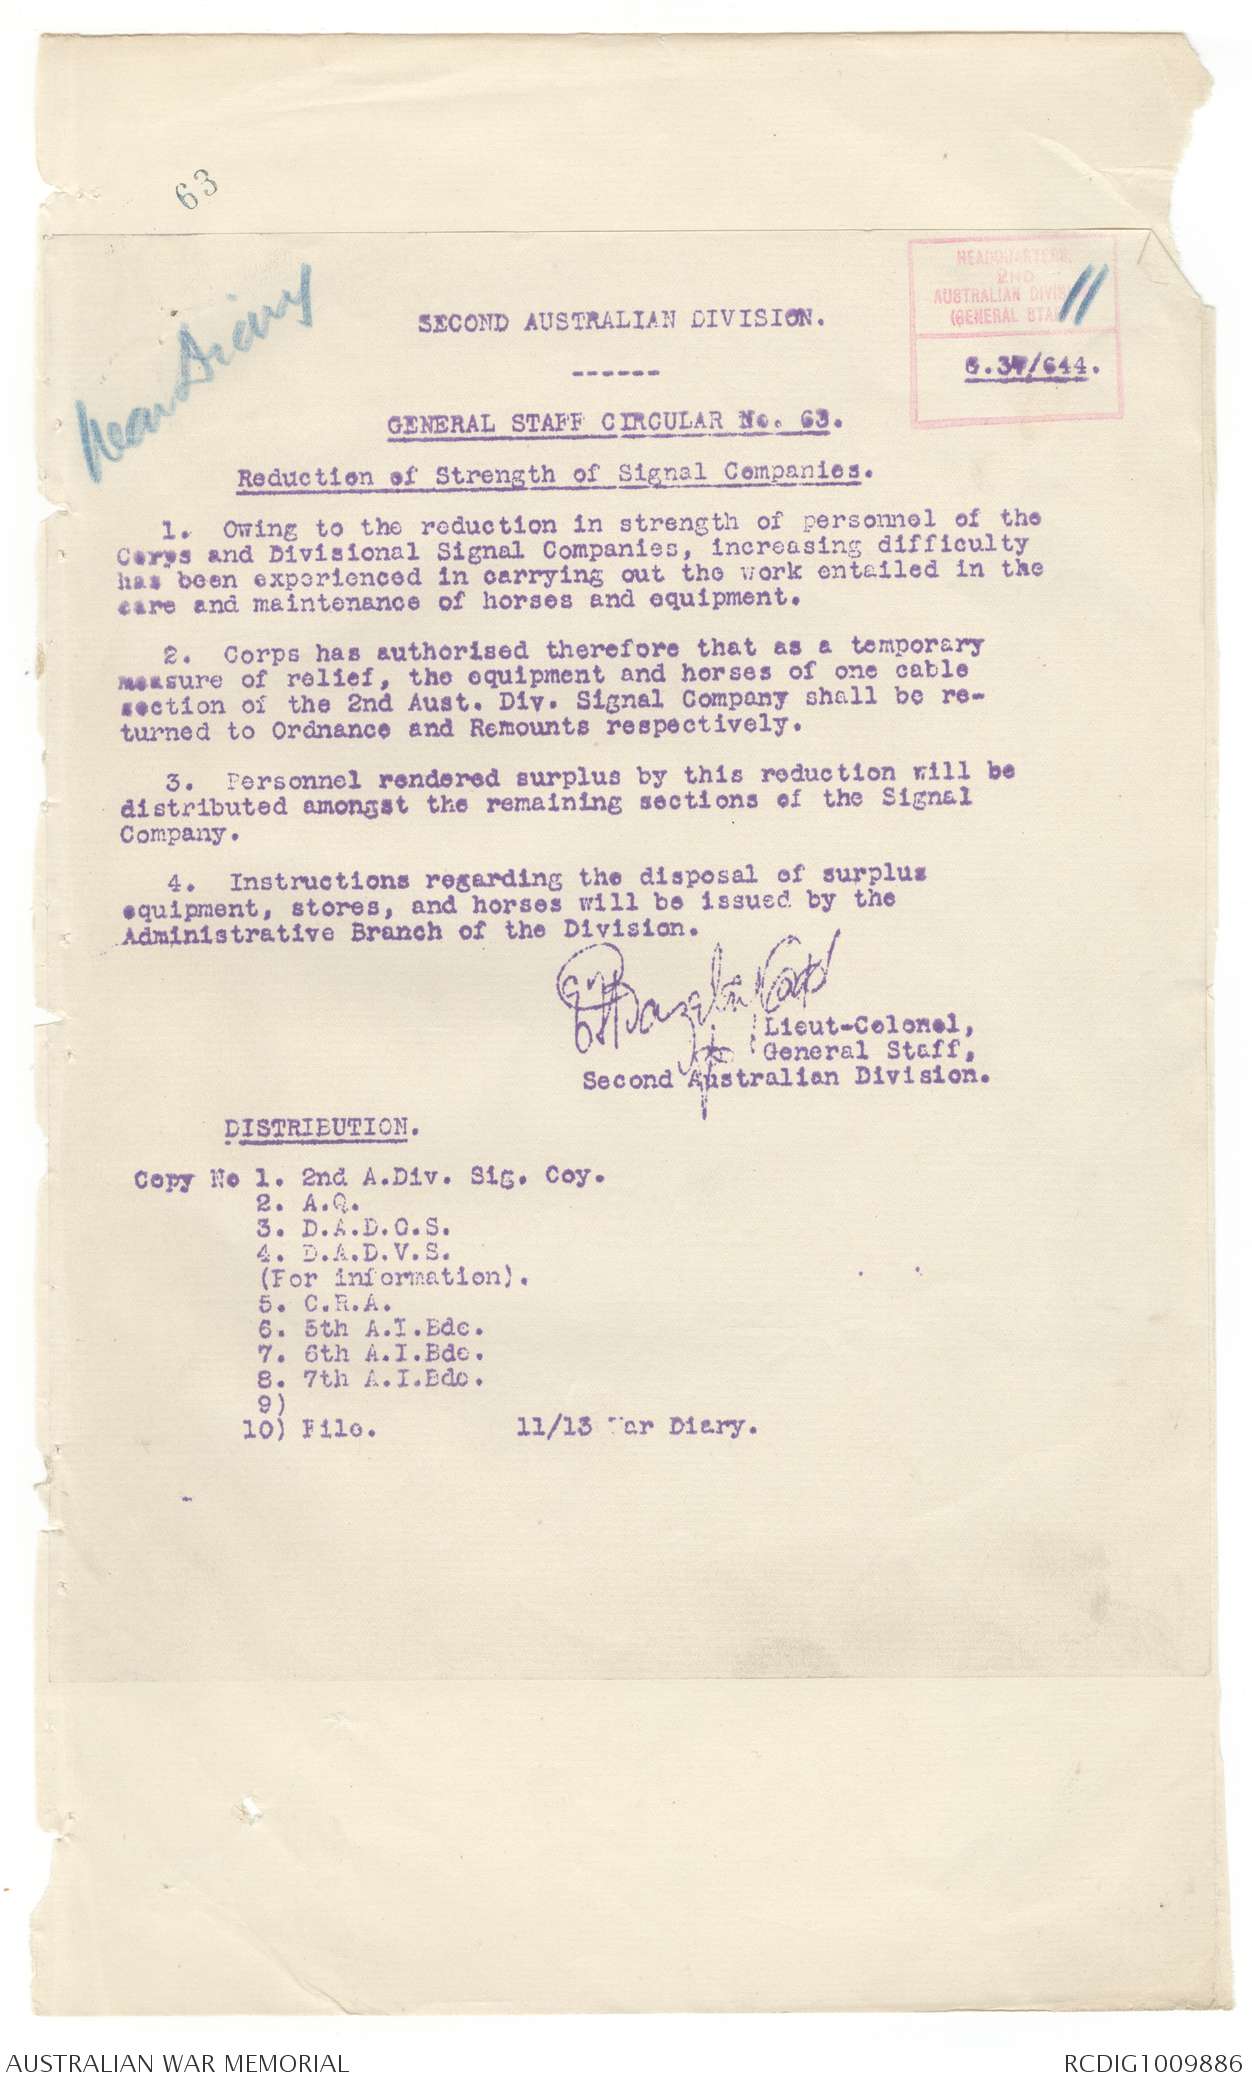 63
War Diary
HEADQUARTERS,
2ND
AUSTRALIAN DIVIS
(GENERAL STAF
11
G.37/644.
SECOND AUSTRALIAN DIVISION.
------
GENERAL STAFF CIRCULAR No. 63.
Reduction of Strength of Signal Companies.
1. Owing to the reduction in strength of personnel of the
Corps and Divisional Signal Companies, increasing difficulty
has been experienced in carrying out the work entailed in the
care and maintenance of horses and equipment.
2. Corps has authorised therefore that as a temporary
measure of relief, the equipment and horses of one cable
section of the 2nd Aust. Div. Signal Company shall be re-
turned to Ordnance and Remounts respectively.
3. Personnel rendered surplus by this reduction will be
distributed amongst the remaining sections of the Signal
Company.
4. Instructions regarding the disposal of surplus
equipment, stores, and horses will be issued by the
Administrative Branch of the Division.
Capt
for Lieut-Colonel,
General Staff,
Second Australian Division.
DISTRIBUTION.
Copy No 1. 2nd A.Div. Sig. Coy.
2. A.Q.
3. D.A.D.O.S.
4. D.A.D.V.S.
(For information).
5. C.R.A.
6. 5th A.I.Bde.
7. 6th A.I.Bde.
8. 7th A.I.Bde.
9)
10) File. 11/13 War Diary.
AUSTRALIAN WAR MEMORIAL
RCDIG1009886